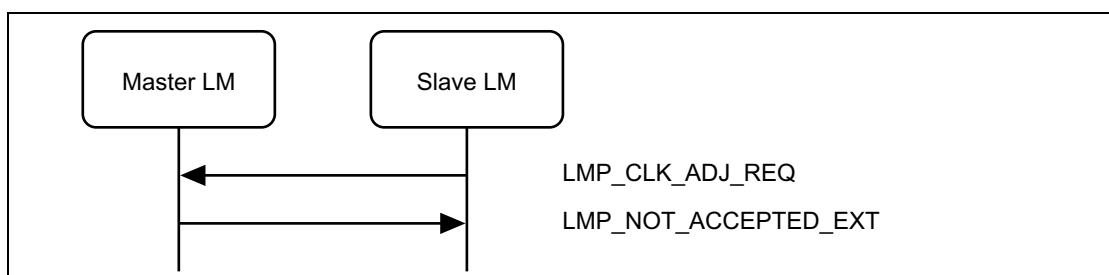 Master LM
Slave LM
LMP_CLK_ADJ_REQ
LMP_NOT_ACCEPTED_EXT